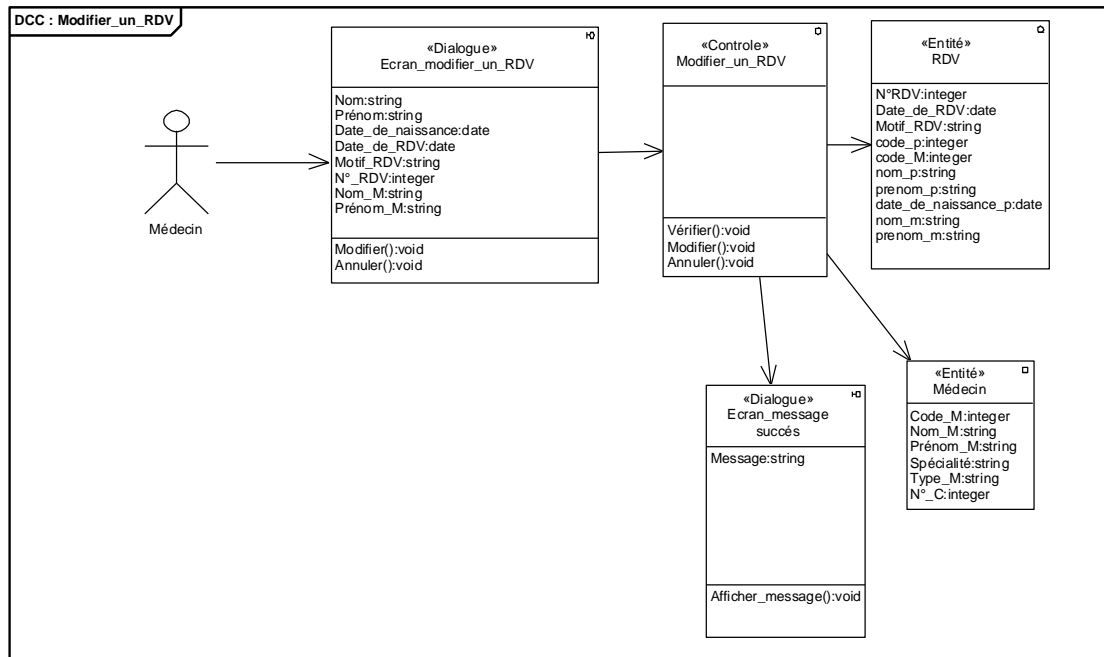 DCC : Modifier_un_RDV
Médecin
«Dialogue»
Ecran_modifier_un_RDV
Nom:string
Prénom:string
Date_de_naissance:date
Date_de_RDV:date
Motif_RDV:string
N°_RDV:integer
Nom_M:string
Prénom_M:string
Modifier():void
Annuler():void
«Controle»
Modifier_un_RDV
Vérifier():void
Modifier():void
Annuler():void
«Entité»
RDV
N°RDV:integer
Date_de_RDV:date
Motif_RDV:string
code_p:integer
code_M:integer
nom_p:string
prenom_p:string
date_de_naissance_p:date
nom_m:string
prenom_m:string
«Dialogue»
Ecran_message
succés
Message:string
Afficher_message():void
«Entité»
Médecin
Code_M:integer
Nom_M:string
Prénom_M:string
Spécialité:string
Type_M:string
N°_C:integer